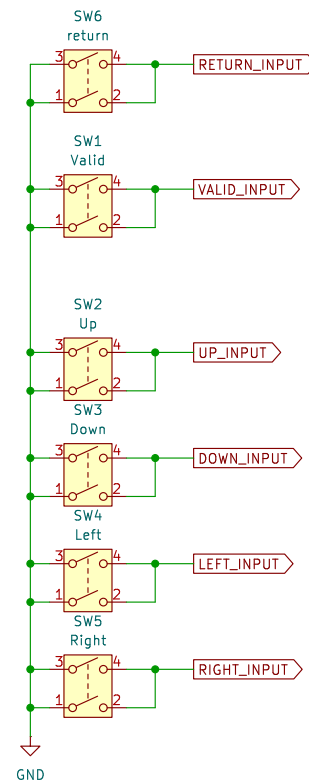 SW6
return
3 4 RETURN_INPUT
1 2
SW1
Valid
3 4 VALID_INPUT
1 2
SW2
Up
3 4 UP_INPUT
1 2
SW3
Down
3 4 DOWN_INPUT
1 2
SW4
Left
3 4 LEFT_INPUT
1 2
SW5
Right
3 4 RIGHT_INPUT
1 2
GND